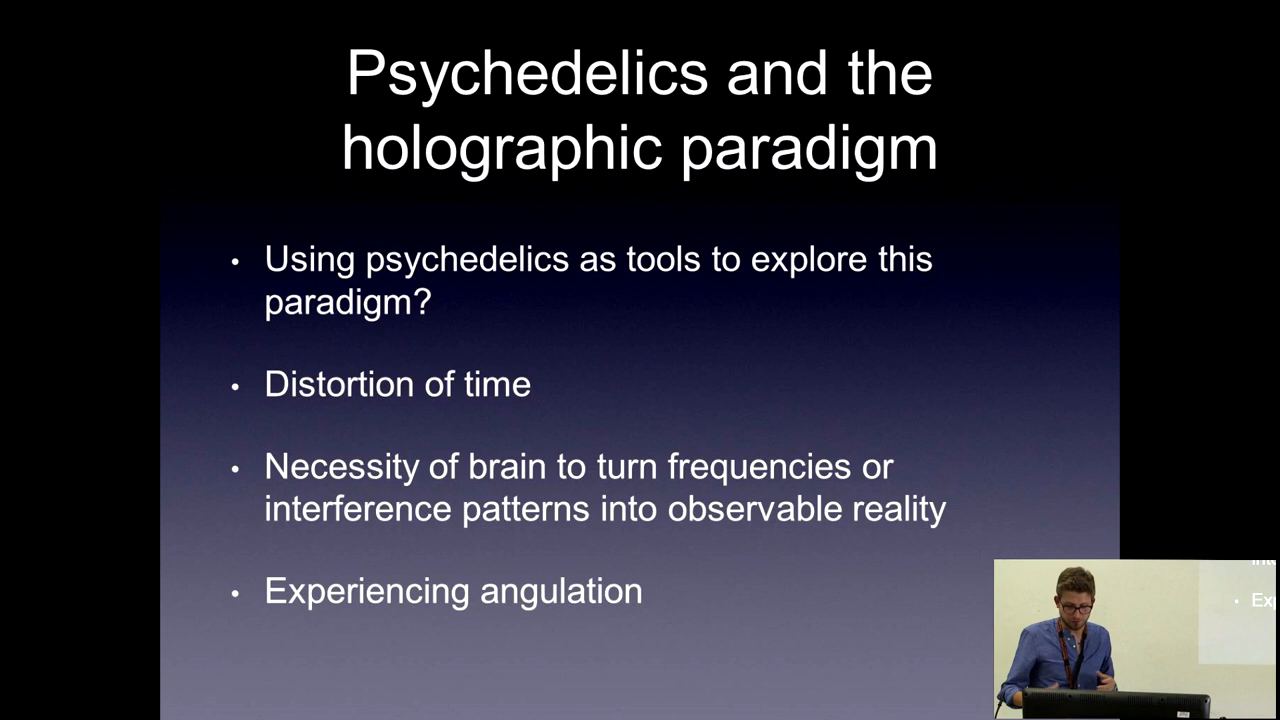 Psychedelics and the
holographic paradigm
• Using psychedelics as tools to explore this
paradigm?
• Distortion of time
• Necessity of brain to turn frequencies or
interference patterns into observable reality
• Experiencing angulation
• Exp